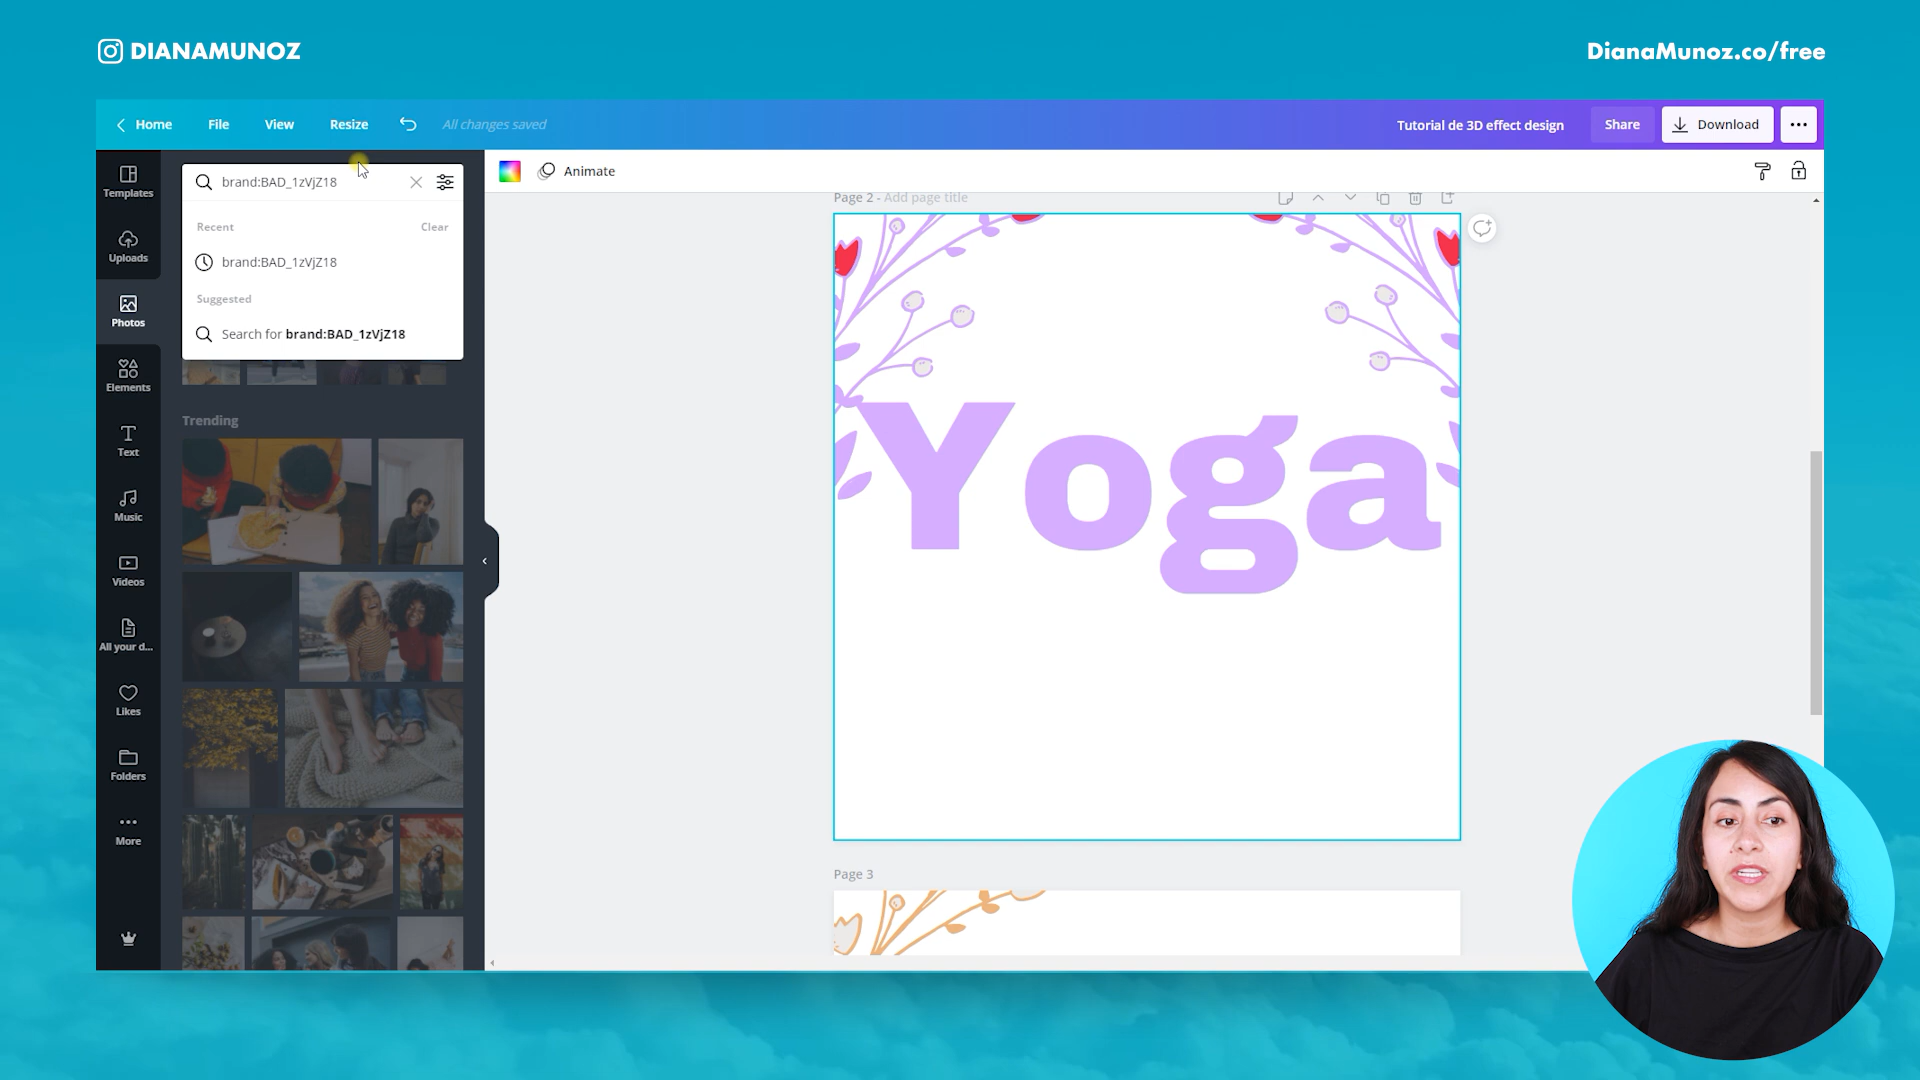 DIANAMUNOZ
DianaMunoz.co/free
Home File View Resize All changes saved Tutorial de 3D effect design Share Download
Templates
Uploads
Photos
Elements
Text
Music
Videos
All your d...
Likes
Folders
More
brand:BAD_1zVjZ18
Recent Clear
brand:BAD_1zVjZ18
Suggested
Search for brand:BAD_1zVjZ18
Trending
Animate
Page 2 - Add page title
Yoga
Page 3